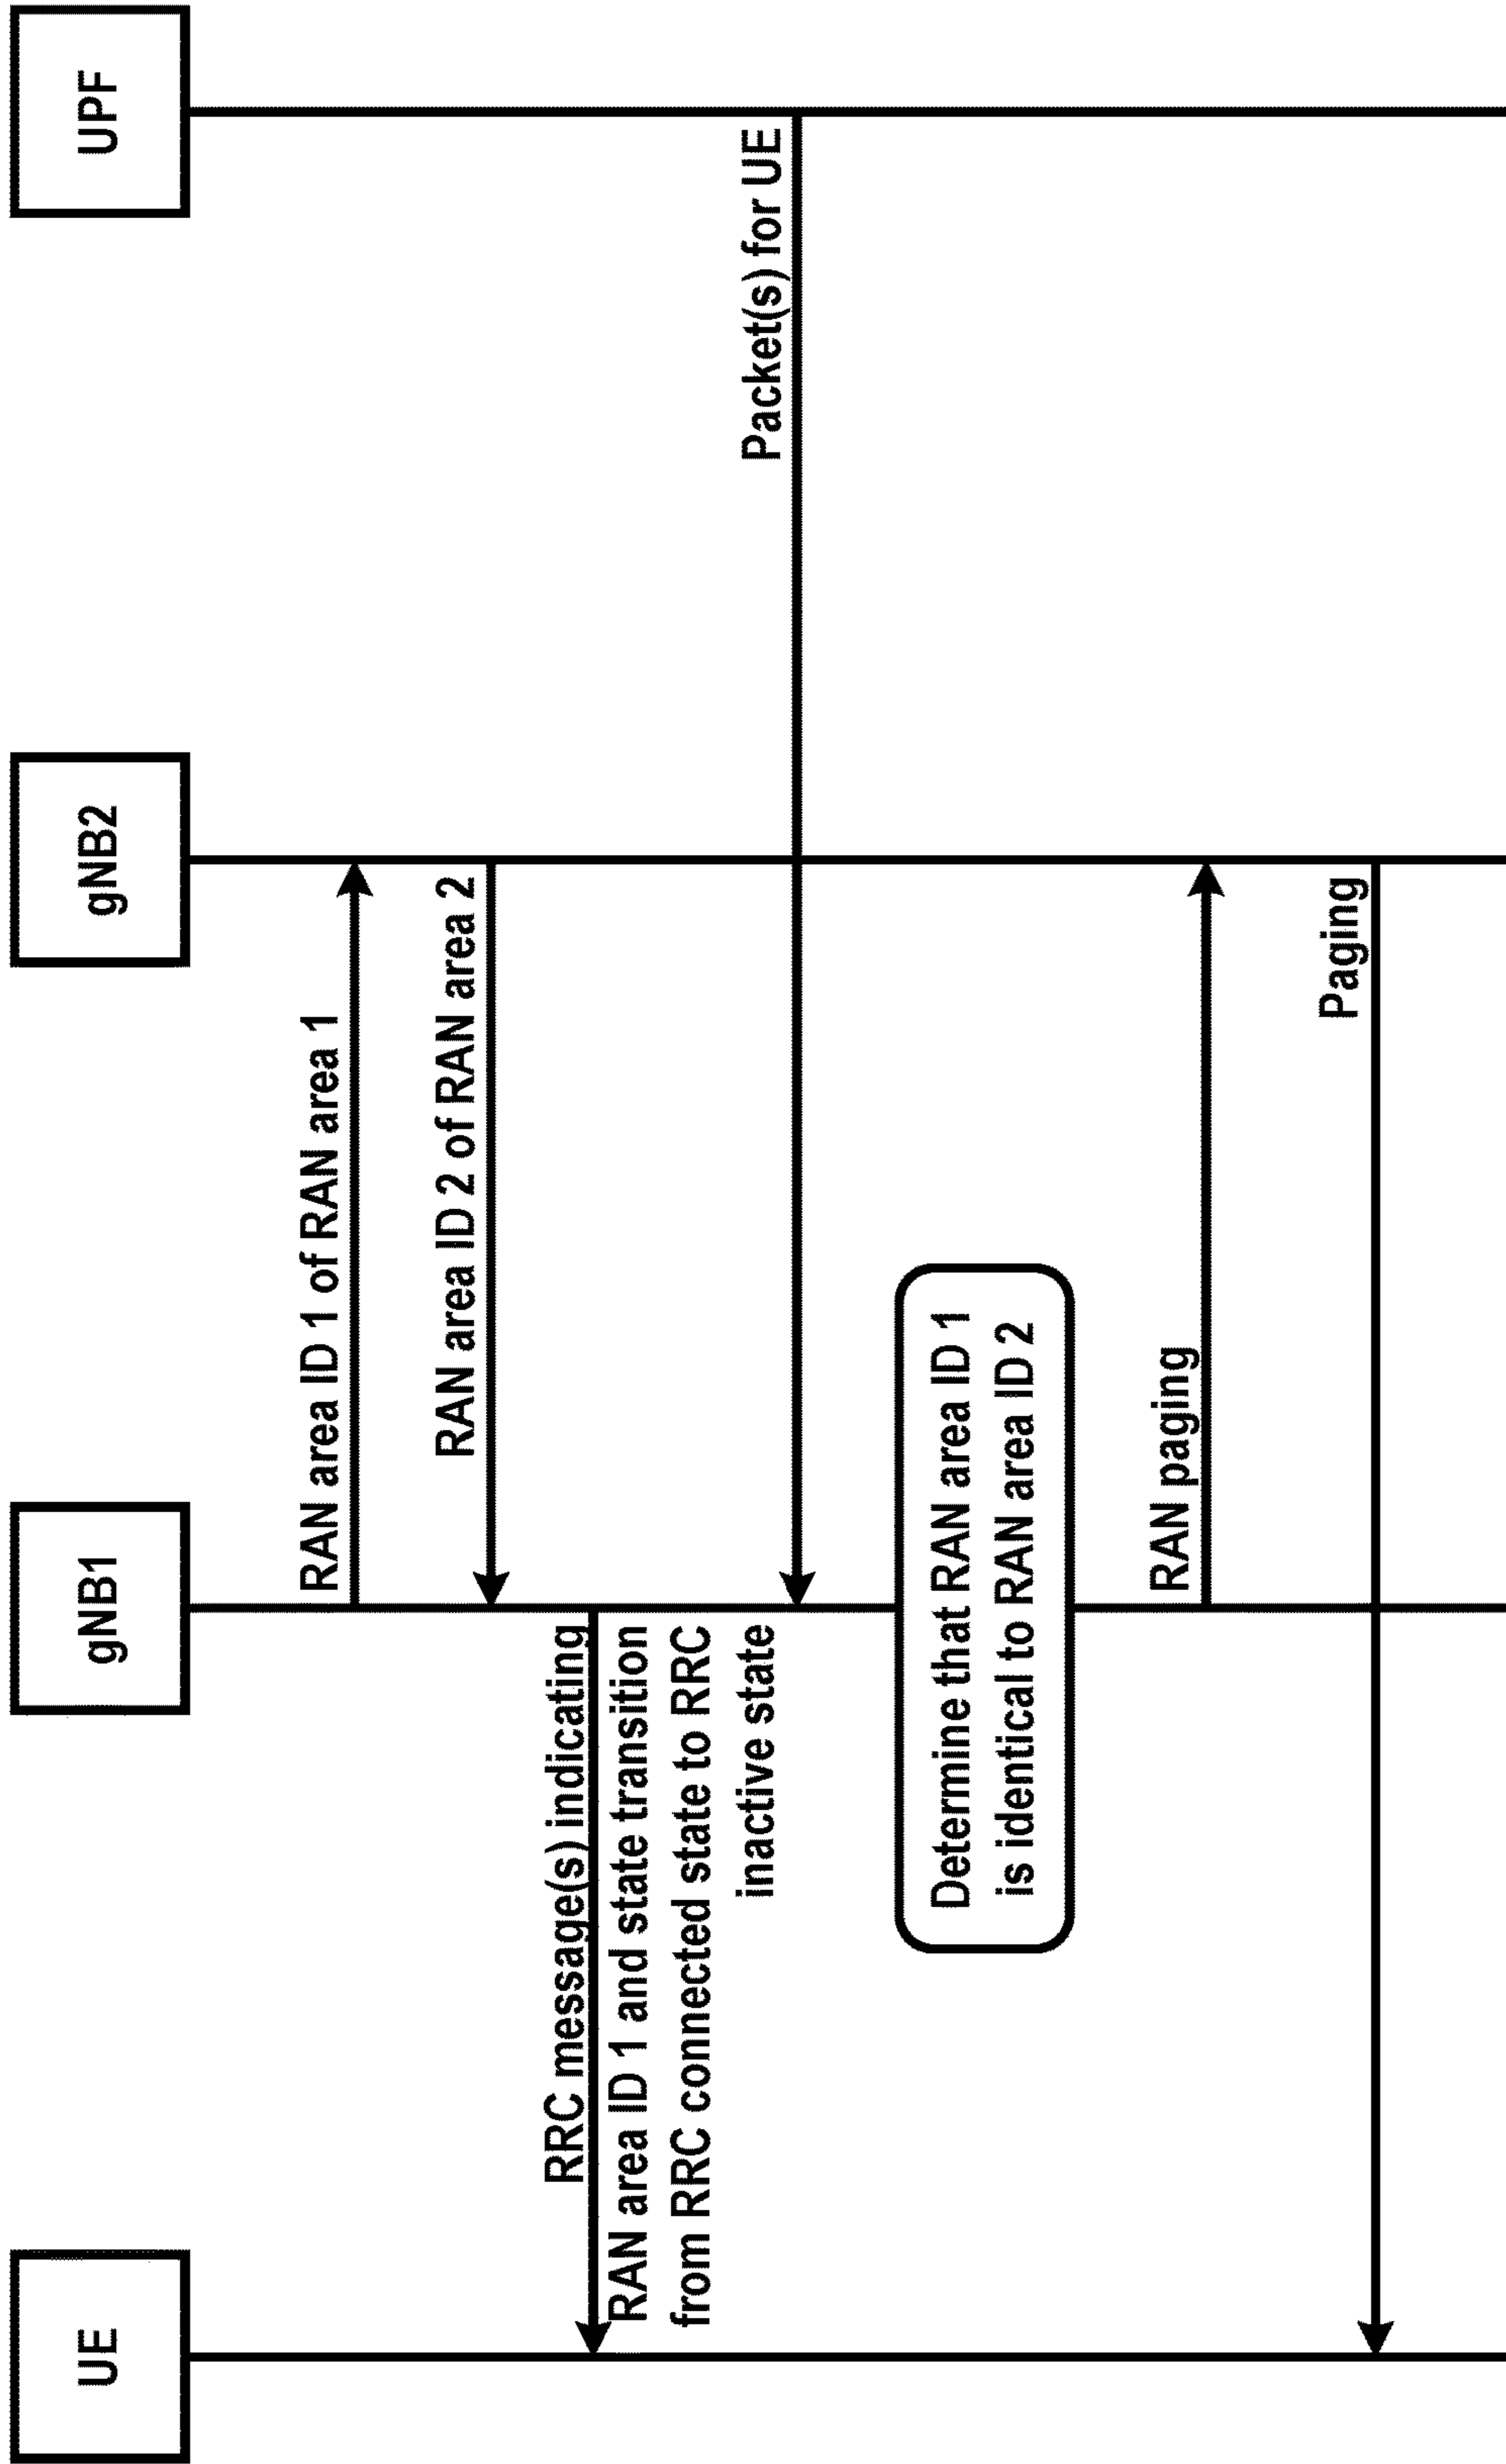 UE
gNB1
gNB2
UPF
RAN area ID 1 of RAN area 1
RAN area ID 2 of RAN area 2
RRC message(s) indicating
RAN area ID 1 and state transition
from RRC connected state to RRC
inactive state
Packet(s) for UE
Determine that RAN area ID 1
is identical to RAN area ID 2
RAN paging
Paging